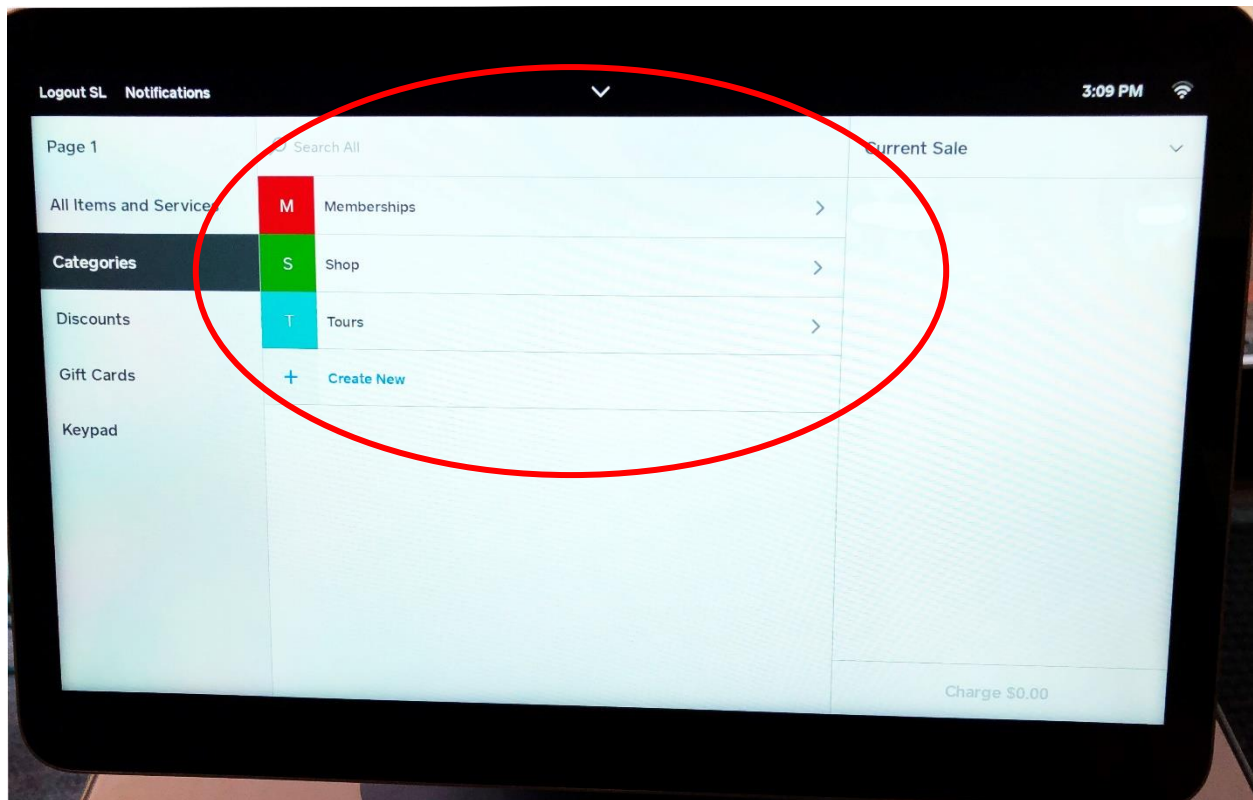 Logout SL Notifications
3:09 PM
Page 1
All Items and Services
Categories
Discounts
Gift Cards
Keypad
Search All
M Memberships
S Shop
T Tours
+ Create New
Current Sale
Charge $0.00